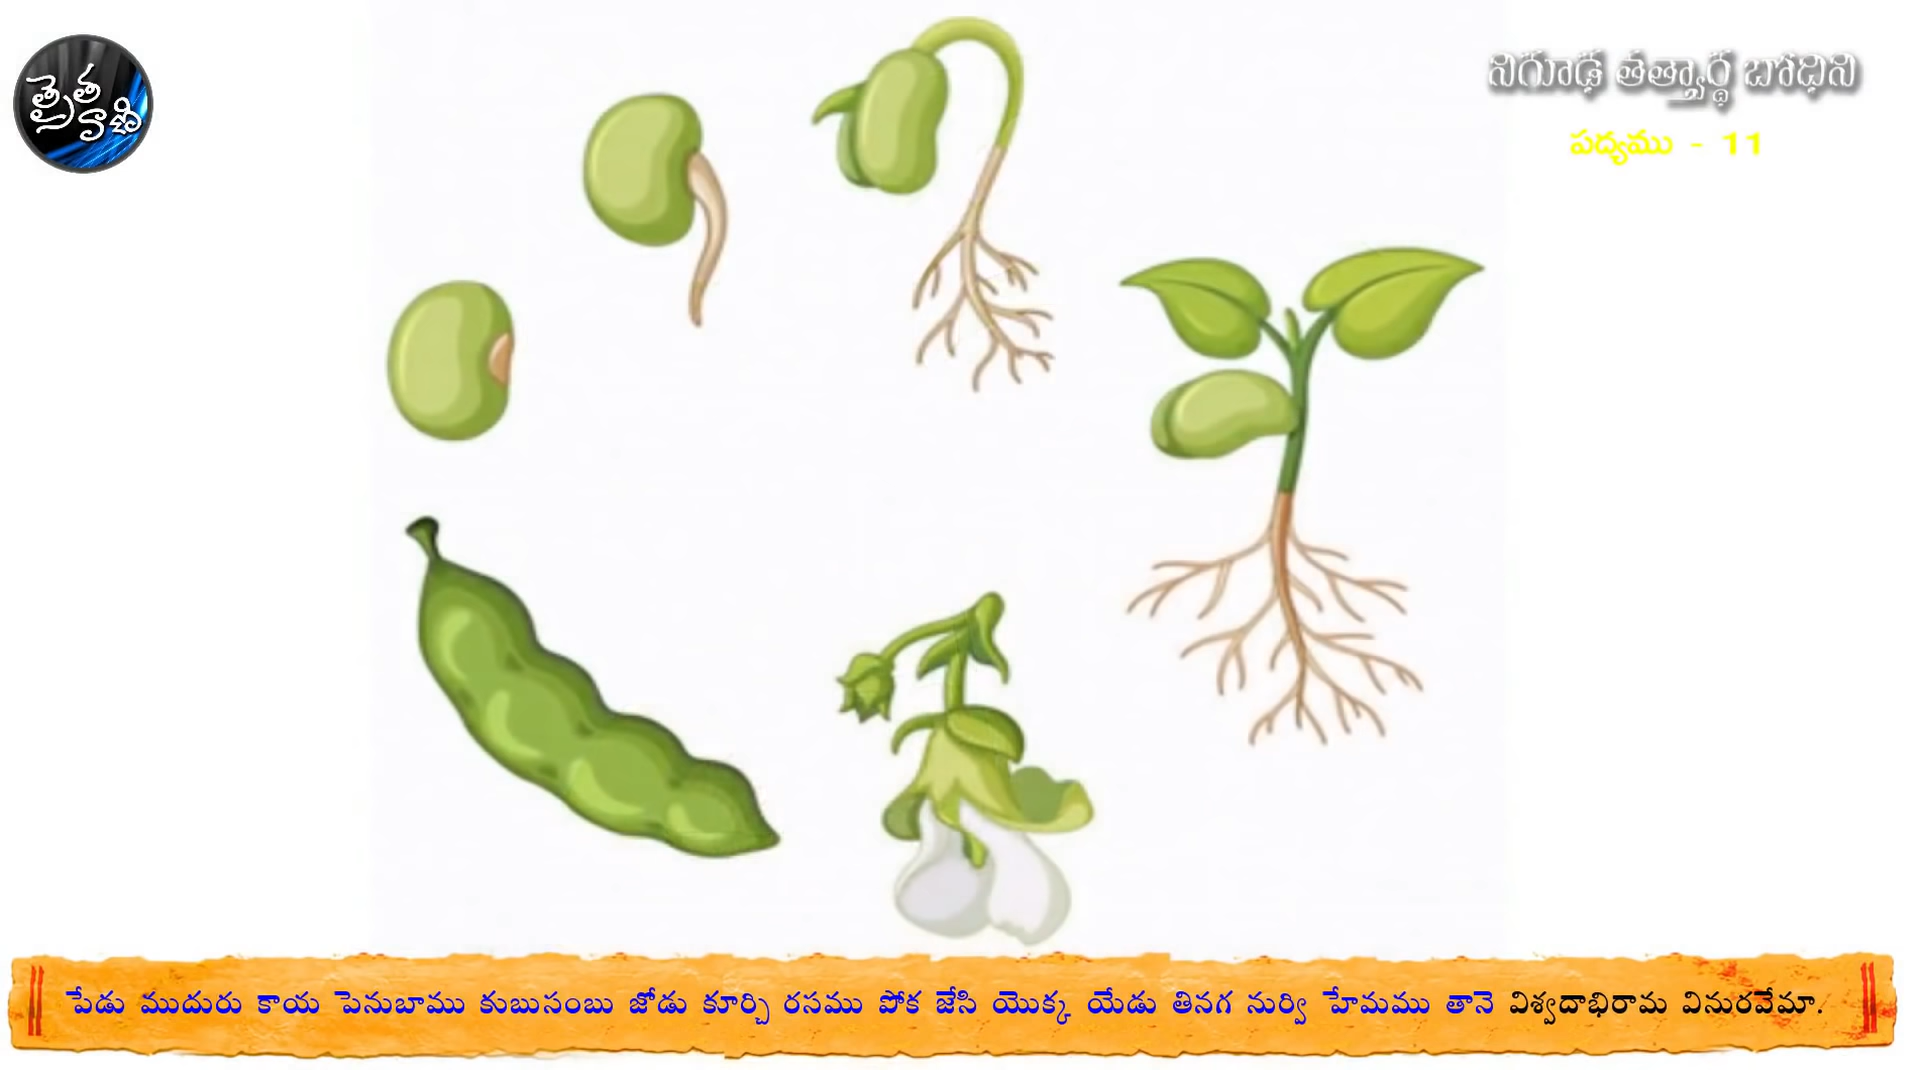 త్రైత
వాణి
నిగూఢ తత్త్వార్థ బోధిని
పద్యము - 11
|| పేడు ముదురు కాయ పెనుబాము కుబుసంబు జోడు కూర్చి రసము పోక జేసి యొక్క యేడు తినగ నుర్వి హేమము తానె విశ్వదాభిరామ వినురవేమా. ||